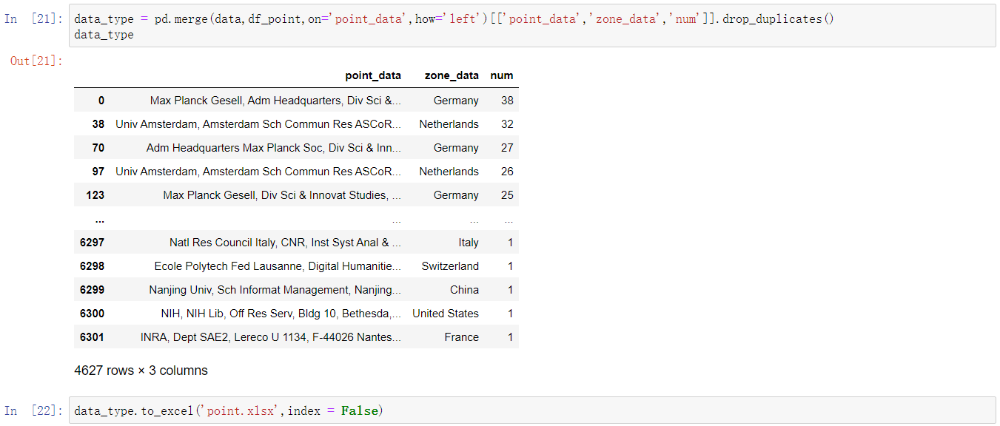 In [21]: data_type = pd.merge(data,df_point,on='point_data',how='left')[['point_data','zone_data','num']].drop_duplicates()
data_type
Out[21]:
point_data zone_data num
0 Max Planck Gesell, Adm Headquarters, Div Sci &... Germany 38
38 Univ Amsterdam, Amsterdam Sch Commun Res ASCoR... Netherlands 32
70 Adm Headquarters Max Planck Soc, Div Sci & Inn... Germany 27
97 Univ Amsterdam, Amsterdam Sch Commun Res ASCoR... Netherlands 26
123 Max Planck Gesell, Div Sci & Innovat Studies, ... Germany 25
... ... ... ...
6297 Natl Res Council Italy, CNR, Inst Syst Anal & ... Italy 1
6298 Ecole Polytech Fed Lausanne, Digital Humanitie... Switzerland 1
6299 Nanjing Univ, Sch Informat Management, Nanjing... China 1
6300 NIH, NIH Lib, Off Res Serv, Bldg 10, Bethesda,... United States 1
6301 INRA, Dept SAE2, Lereco U 1134, F-44026 Nantes... France 1
4627 rows × 3 columns
In [22]: data_type.to_excel('point.xlsx',index = False)